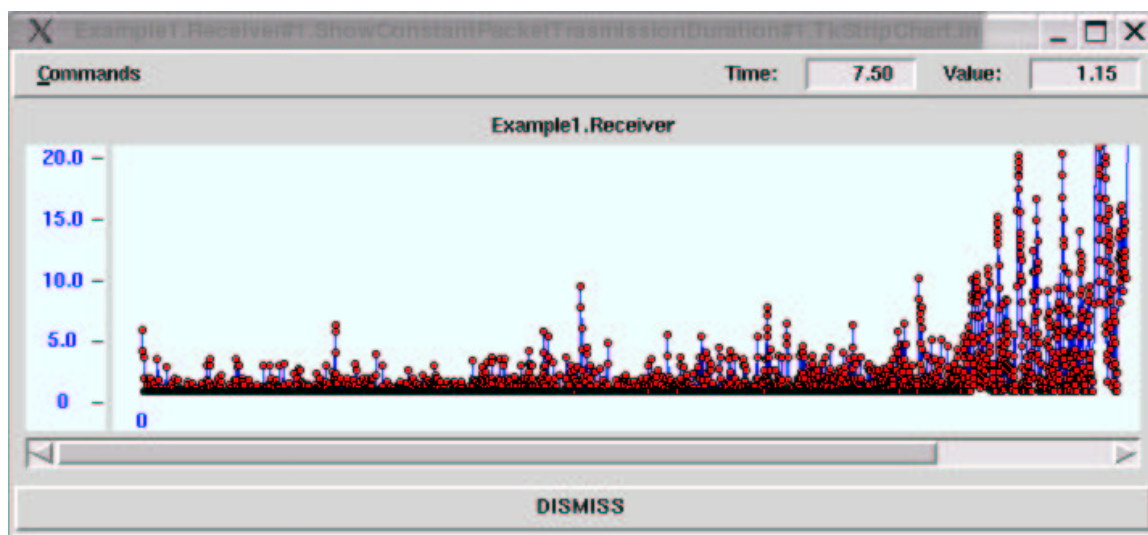 Example1.Receiver#1.ShowConstantPacketTrasmissionDuration#1.TkStripChart.in
Commands Time: 7.50 Value: 1.15
Example1.Receiver
20.0
15.0
10.0
5.0
0
0
DISMISS